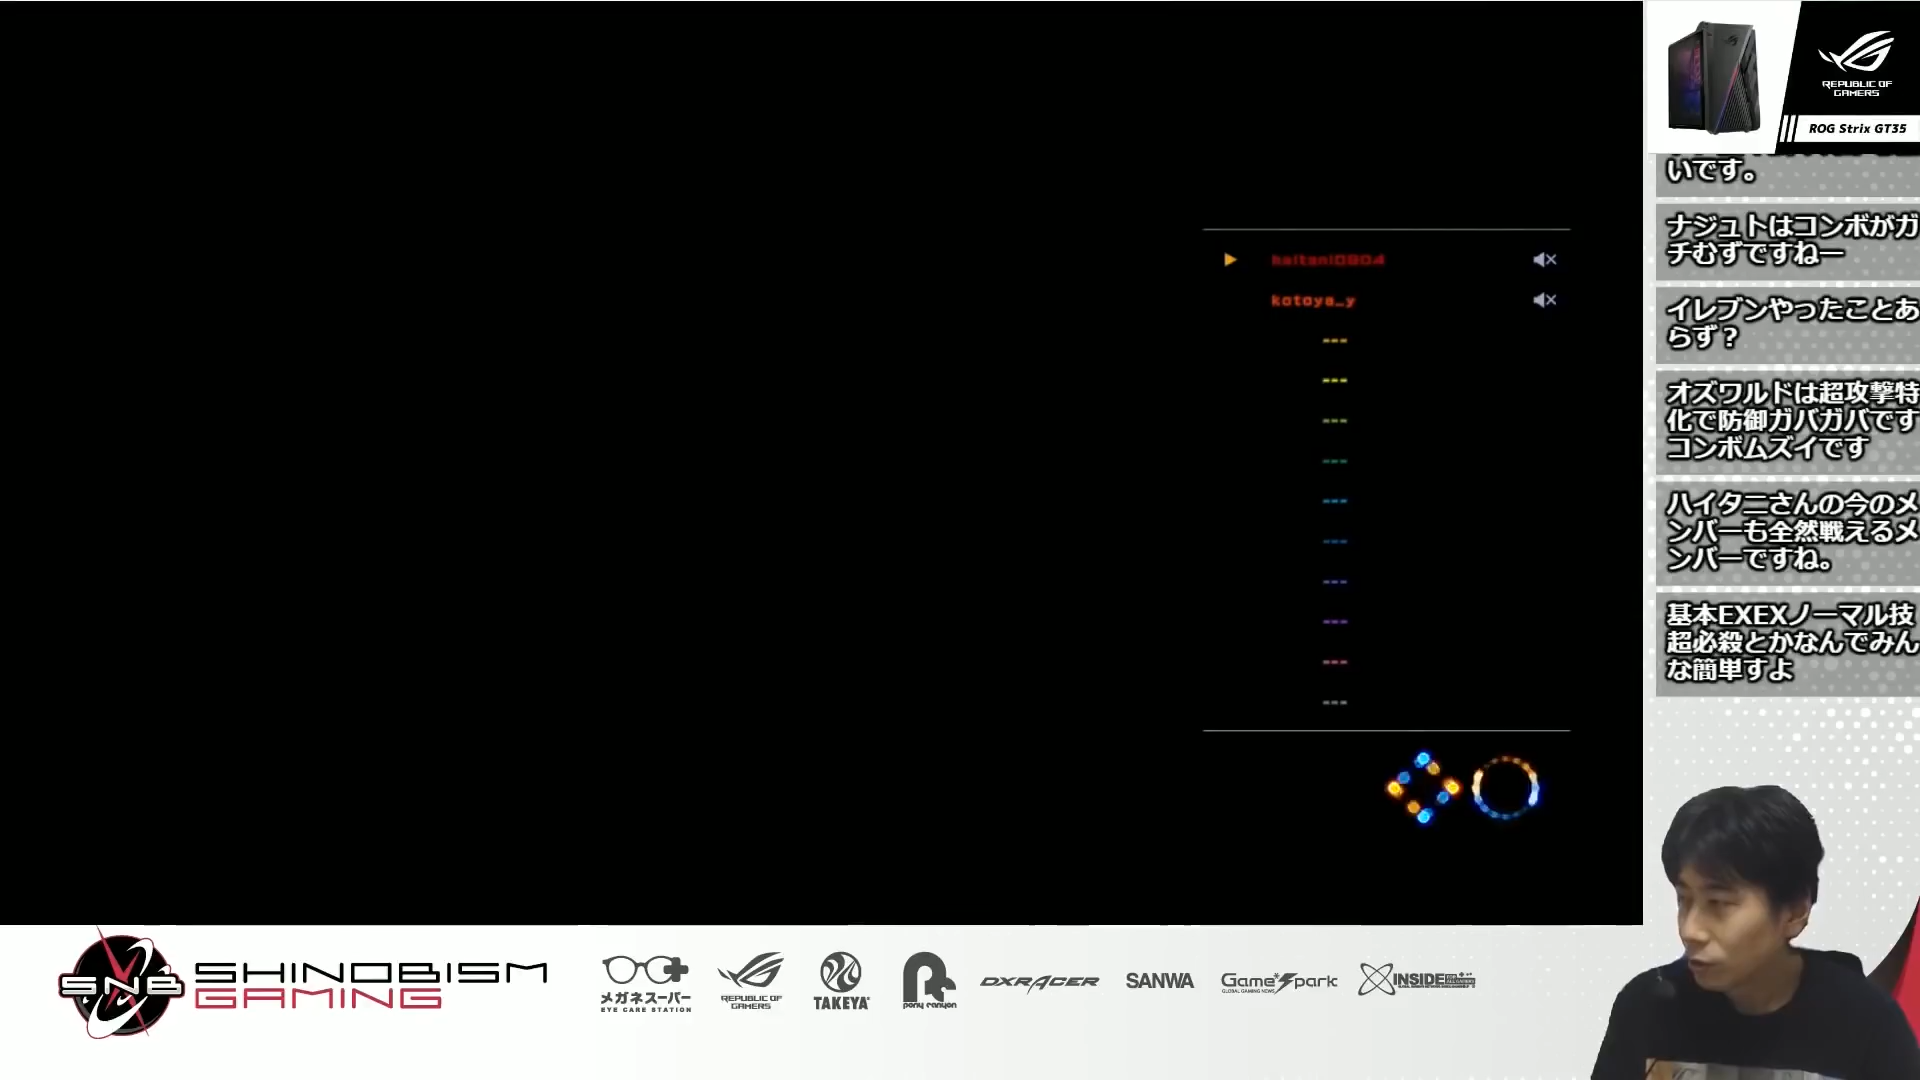 REPUBLIC OF
GAMERS
ROG Strix GT35
いです。
ナジュトはコンボがガ
チむずですねー
イレブンやったことあ
らず?
オズワルドは超攻撃特
化で防御ガバガバです
コンボムズイです
ハイタニさんの今のメ
ンバーも全然戦えるメ
ンバーですね。
基本EXEXノーマル技
超必殺とかなんでみん
な簡単すよ
haitani0804
kotaya_y
---
---
---
---
---
---
---
---
---
---
SNB
SHINOBISM
GAMING
メガネスーパー
EYE CARE STATION
REPUBLIC OF
GAMERS
TAKEYA
pony canyon
DXRACER
SANWA
Game*Spark
GLOBAL GAMING NEWS
INSIDE